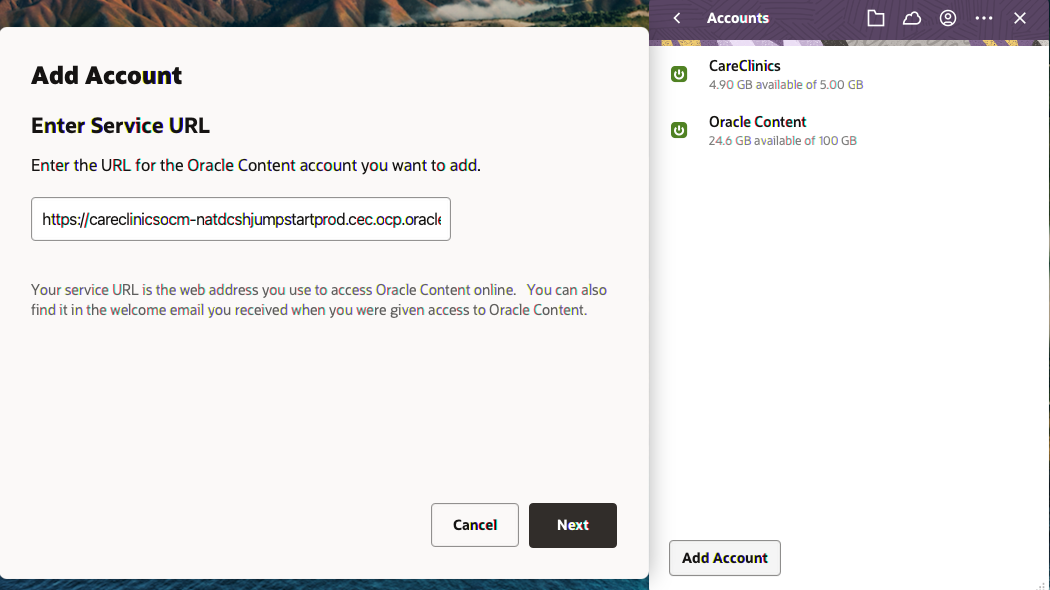 Add Account
Enter Service URL
Enter the URL for the Oracle Content account you want to add.
https://careclinicsocm-natdcshjumpstartprod.cec.ocp.oracle
Your service URL is the web address you use to access Oracle Content online. You can also
find it in the welcome email you received when you were given access to Oracle Content.
Cancel
Next
Accounts
CareClinics
4.90 GB available of 5.00 GB
Oracle Content
24.6 GB available of 100 GB
Add Account